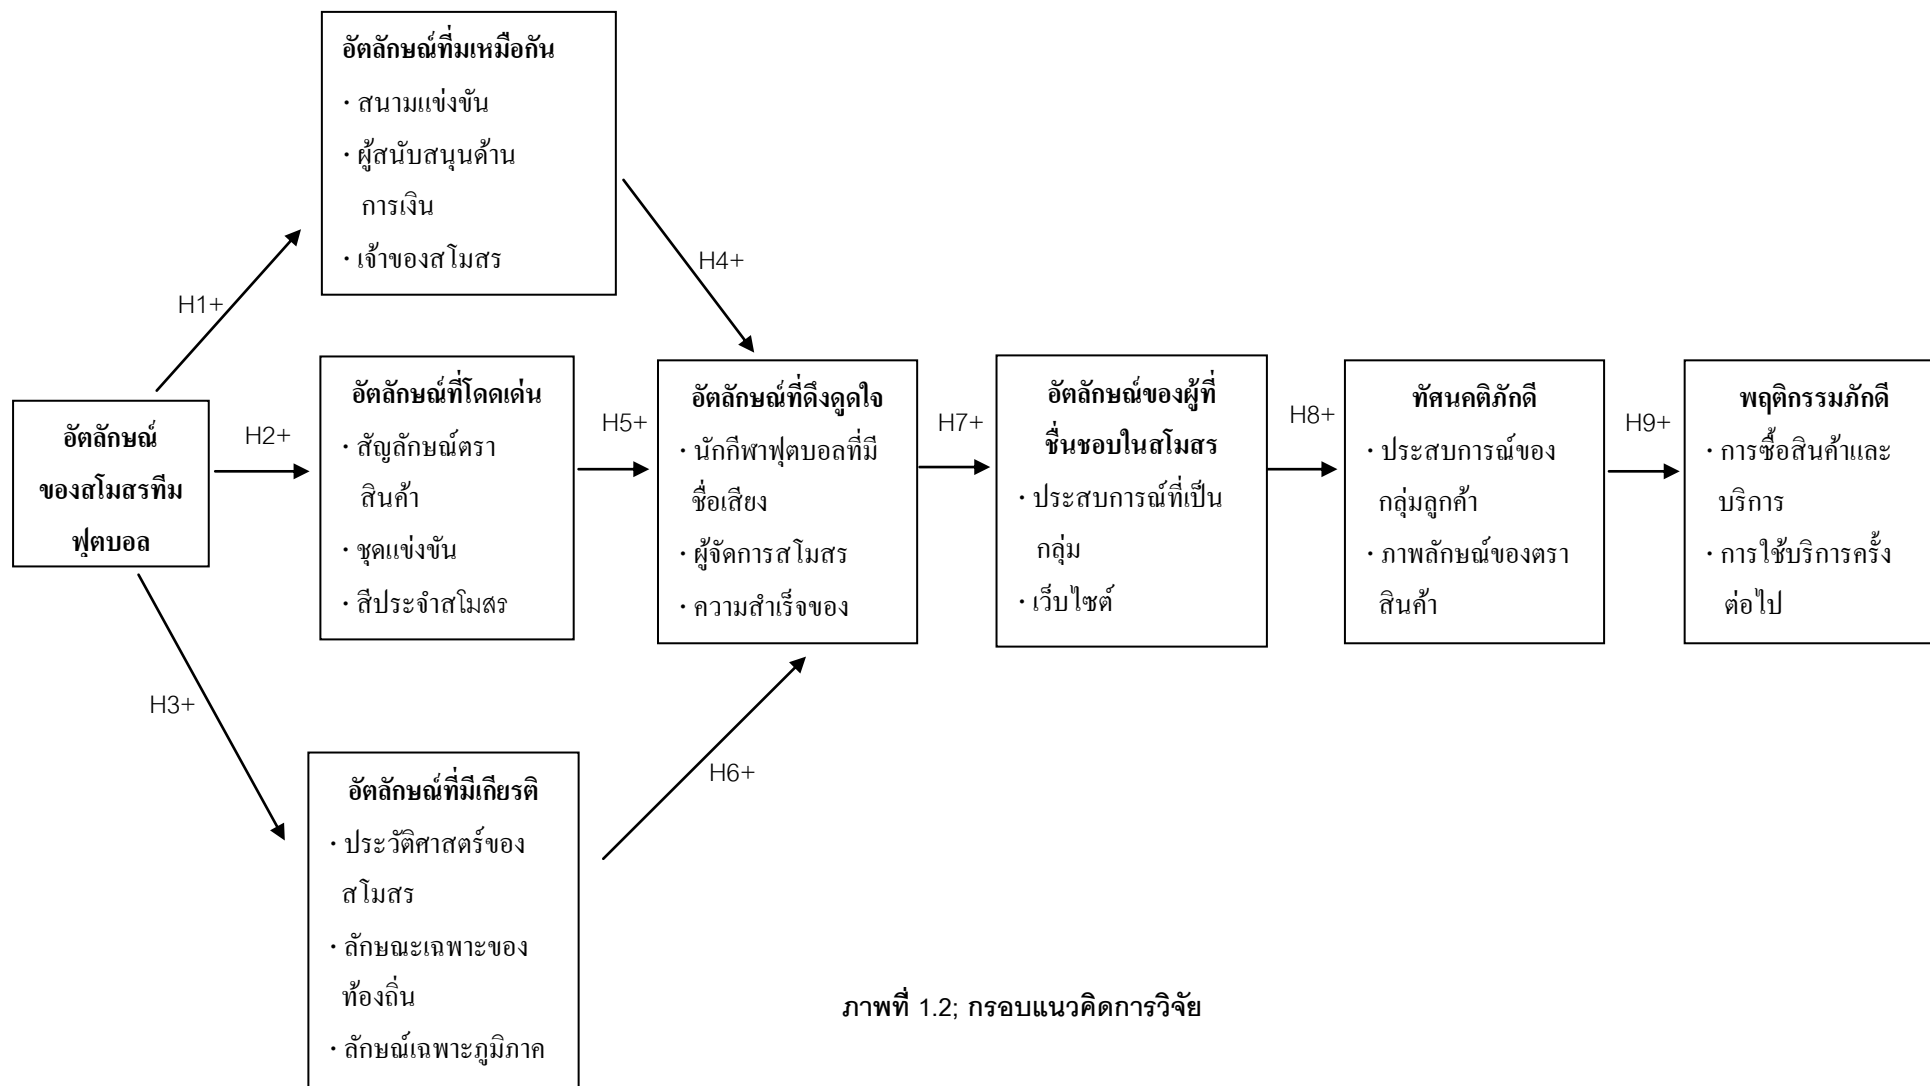 อัตลักษณ์ที่มเหมือกัน
· สนามแข่งขัน
· ผู้สนับสนุนด้าน
การเงิน
· เจ้าของสโมสร
H1+
H4+
อัตลักษณ์
ของสโมสรทีม
ฟุตบอล
H2+
อัตลักษณ์ที่โดดเด่น
· สัญลักษณ์ตรา
สินค้า
· ชุดแข่งขัน
· สีประจำสโมสร
H5+
อัตลักษณ์ที่ดึงดูดใจ
· นักกีฬาฟุตบอลที่มี
ชื่อเสียง
· ผู้จัดการสโมสร
· ความสำเร็จของ
H7+
อัตลักษณ์ของผู้ที่
ชื่นชอบในสโมสร
· ประสบการณ์ที่เป็น
กลุ่ม
· เว็บไซต์
H8+
ทัศนคติภักดี
· ประสบการณ์ของ
กลุ่มลูกค้า
· ภาพลักษณ์ของตรา
สินค้า
H9+
พฤติกรรมภักดี
· การซื้อสินค้าและ
บริการ
· การใช้บริการครั้ง
ต่อไป
H3+
H6+
อัตลักษณ์ที่มีเกียรติ
· ประวัติศาสตร์ของ
สโมสร
· ลักษณะเฉพาะของ
ท้องถิ่น
· ลักษณ์เฉพาะภูมิภาค
ภาพที่ 1.2; กรอบแนวคิดการวิจัย